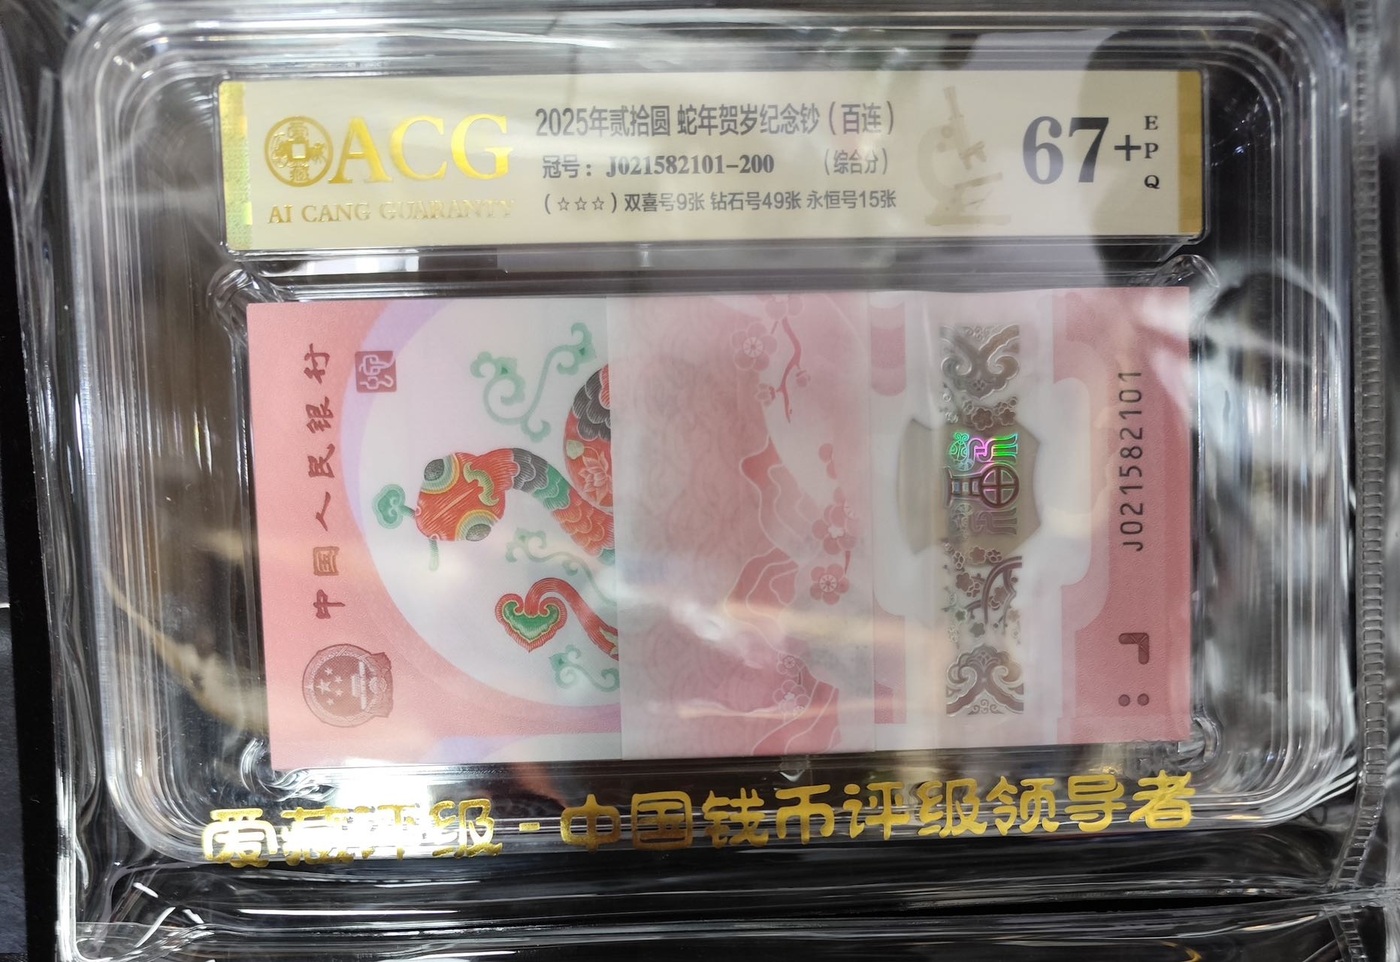 ACG
AI CANG GUARANTY
2025年贰拾圆 蛇年贺岁纪念钞（百连）
冠号：J021582101-200 （综合分）
（☆☆☆）双喜号9张 钻石号49张 永恒号15张
67+
EPQ
中国人民银行
J021582101
爱藏评级-中国钱币评级领导者